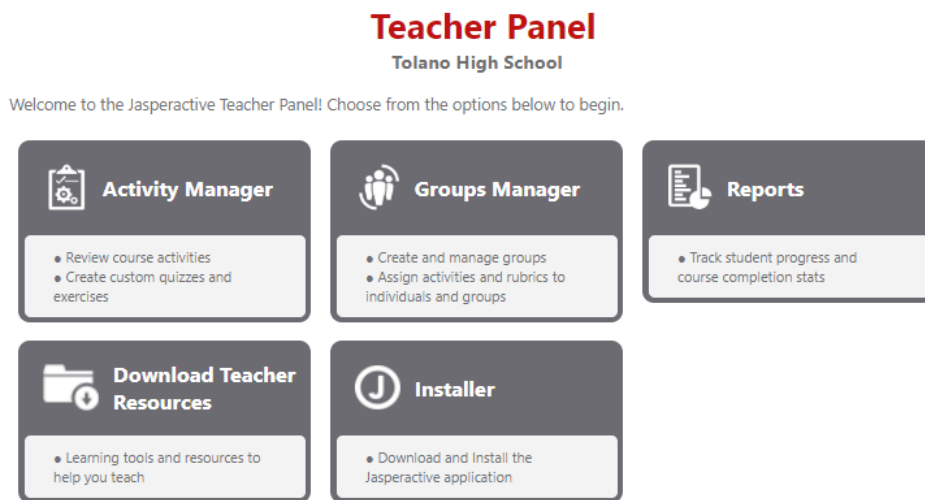 Teacher Panel
Tolano High School
Welcome to the Jasperactive Teacher Panel! Choose from the options below to begin.
Activity Manager
● Review course activities
● Create custom quizzes and
exercises
Groups Manager
● Create and manage groups
● Assign activities and rubrics to
individuals and groups
Reports
● Track student progress and
course completion stats
Download Teacher
Resources
● Learning tools and resources to
help you teach
J
Installer
● Download and Install the
Jasperactive application